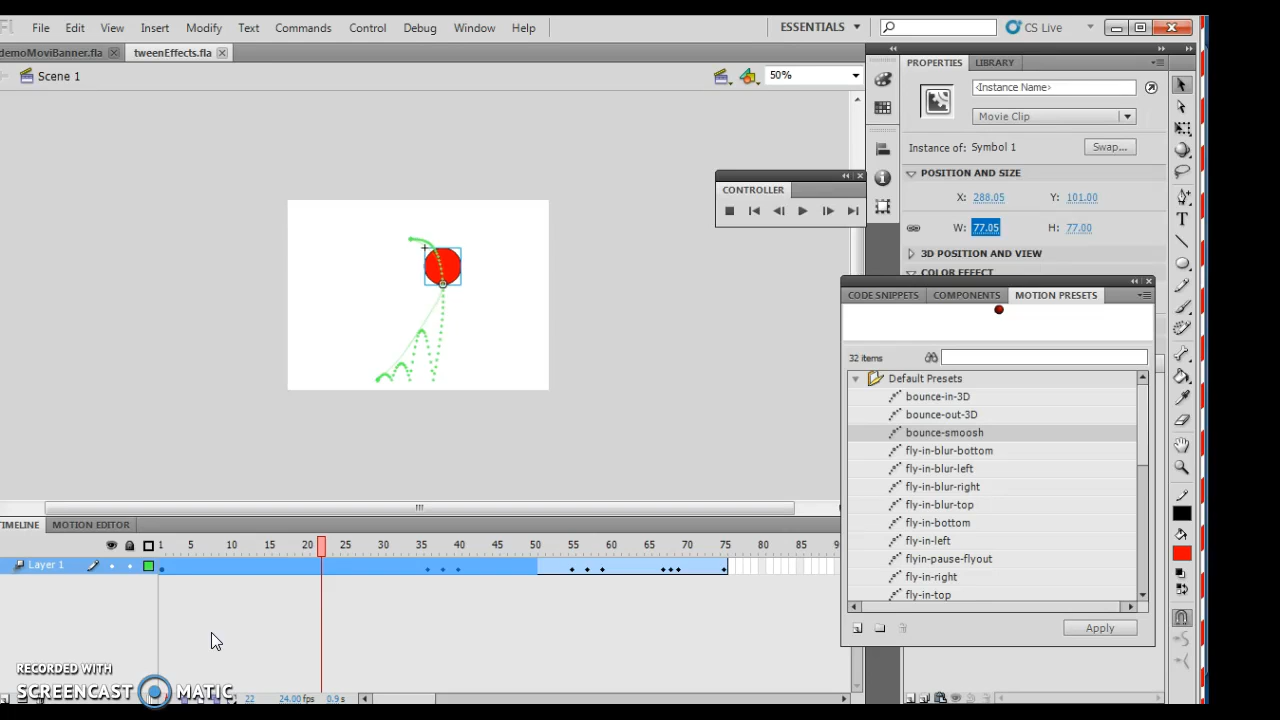 Fl File Edit View Insert Modify Text Commands Control Debug Window Help ESSENTIALS CS Live
demoMoviBanner.fla tweenEffects.fla
Scene 1 50%
PROPERTIES LIBRARY
<Instance Name>
Movie Clip
Instance of: Symbol 1 Swap...
POSITION AND SIZE
X: 288.05 Y: 101.00
W: 77.05 H: 77.00
3D POSITION AND VIEW
COLOR EFFECT
CONTROLLER
CODE SNIPPETS COMPONENTS MOTION PRESETS
32 items
Default Presets
bounce-in-3D
bounce-out-3D
bounce-smoosh
fly-in-blur-bottom
fly-in-blur-left
fly-in-blur-right
fly-in-blur-top
fly-in-bottom
fly-in-left
flyin-pause-flyout
fly-in-right
fly-in-top
Apply
TIMELINE MOTION EDITOR
1 5 10 15 20 25 30 35 40 45 50 55 60 65 70 75 80 85
Layer 1
22 24.00 fps 0.9 s
RECORDED WITH
SCREENCAST MATIC